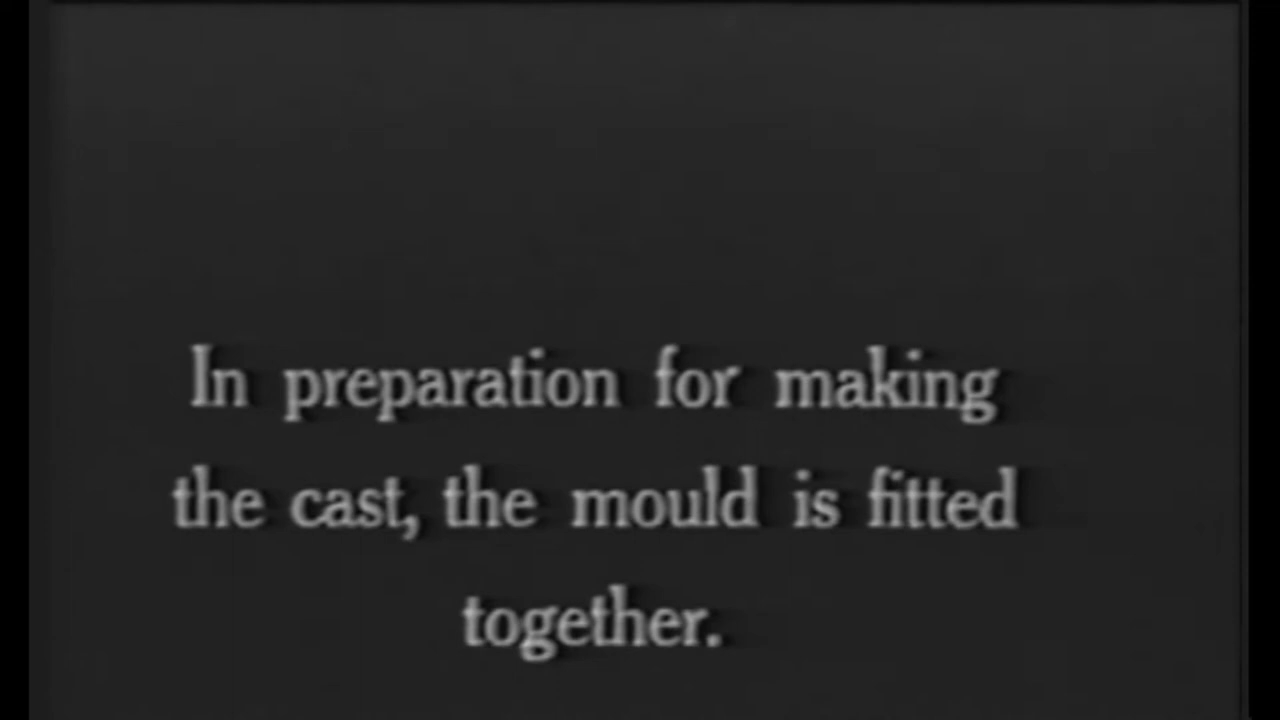 In preparation for making
the cast, the mould is fitted
together.